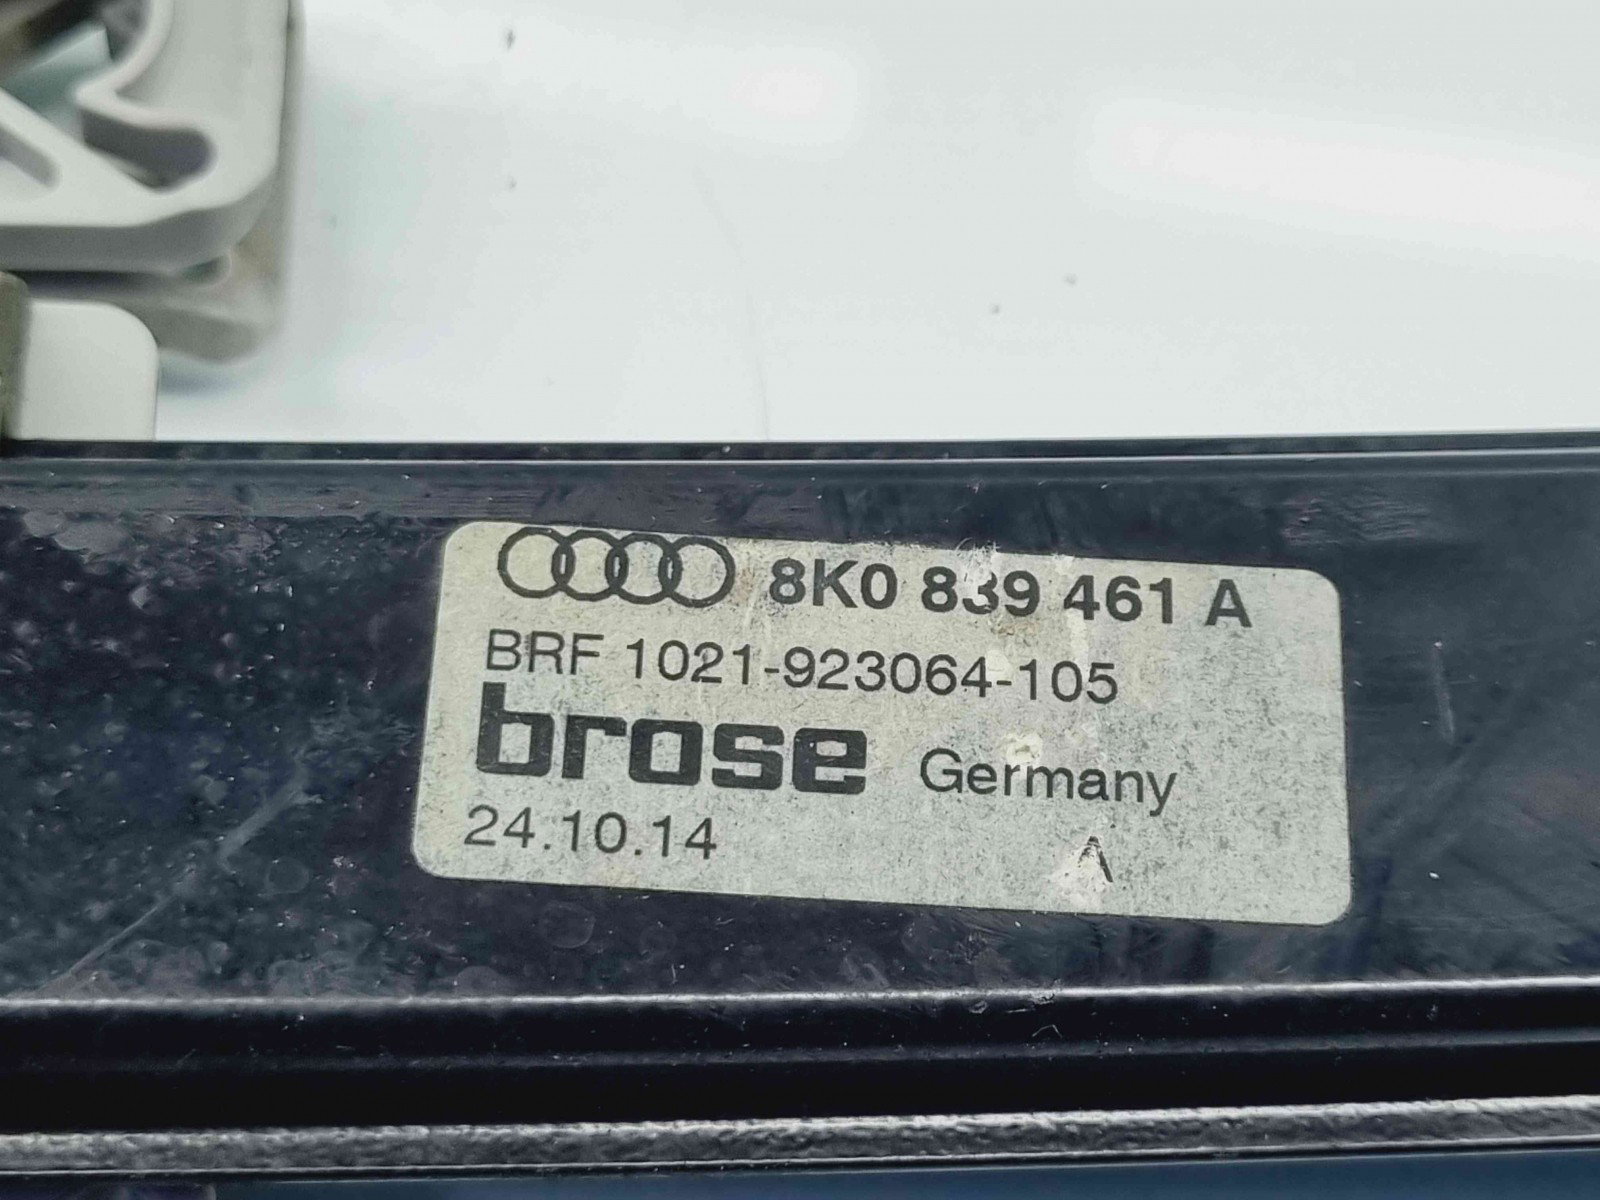 8K0 839 461 A
BRF 1021-923064-105
brose Germany
24.10.14
A